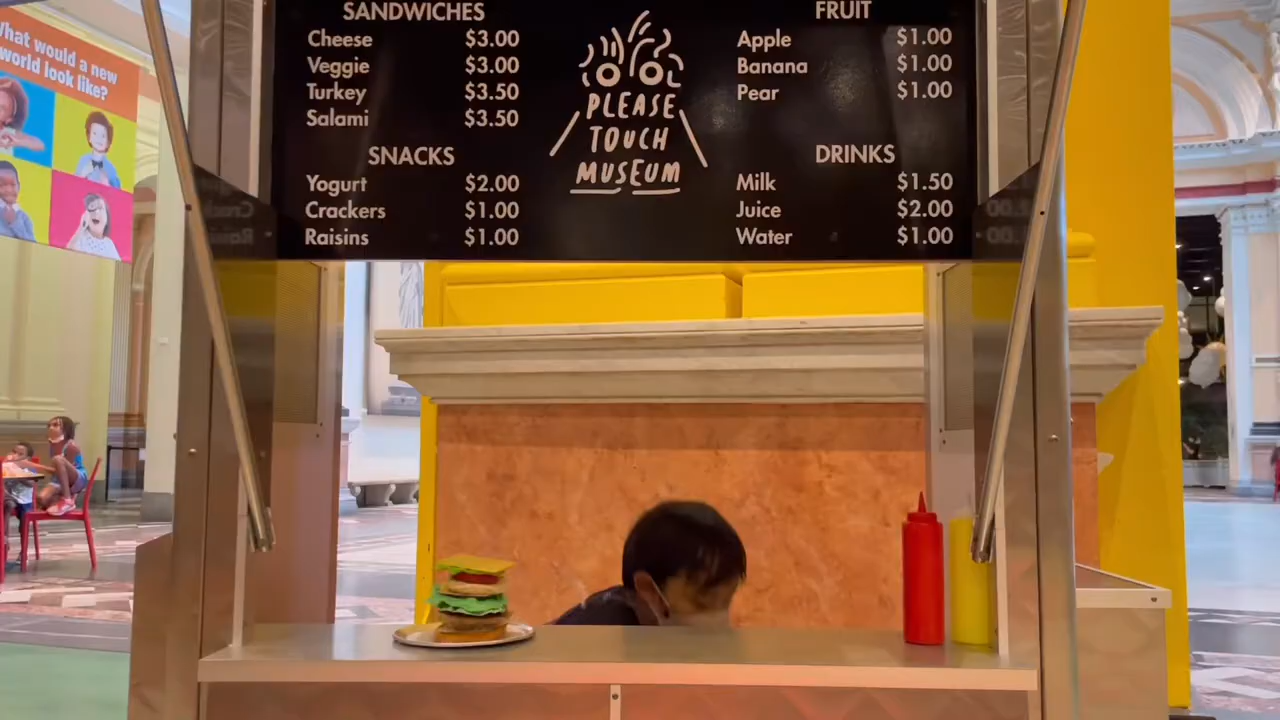 What would a new
world look like?
SANDWICHES
Cheese $3.00
Veggie $3.00
Turkey $3.50
Salami $3.50
SNACKS
Yogurt $2.00
Crackers $1.00
Raisins $1.00
PLEASE
TOUCH
MUSEUM
FRUIT
Apple $1.00
Banana $1.00
Pear $1.00
DRINKS
Milk $1.50
Juice $2.00
Water $1.00